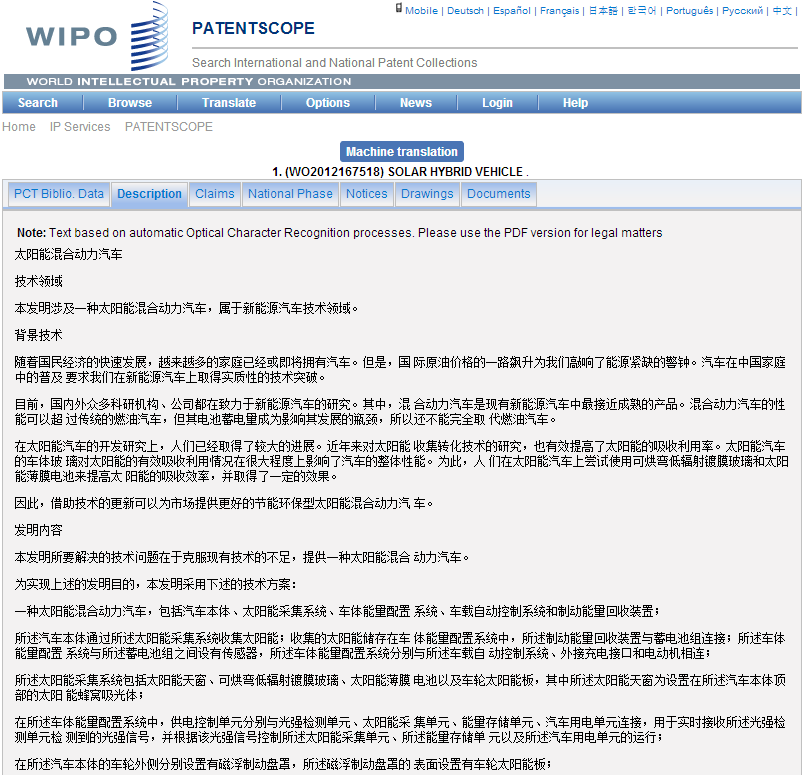 Mobile | Deutsch | Español | Français | 日本語 | 한국어 | Português | Русский | 中文 |
WIPO
PATENTSCOPE
Search International and National Patent Collections
WORLD INTELLECTUAL PROPERTY ORGANIZATION
Search Browse Translate Options News Login Help
Home IP Services PATENTSCOPE
Machine translation
1. (WO2012167518) SOLAR HYBRID VEHICLE .
PCT Biblio. Data Description Claims National Phase Notices Drawings Documents
Note: Text based on automatic Optical Character Recognition processes. Please use the PDF version for legal matters
太阳能混合动力汽车
技术领域
本发明涉及一种太阳能混合动力汽车，属于新能源汽车技术领域。
背景技术
随着国民经济的快速发展，越来越多的家庭已经或即将拥有汽车。但是，国 际原油价格的一路飙升为我们敲响了能源紧缺的警钟。汽车在中国家庭
中的普及 要求我们在新能源汽车上取得实质性的技术突破。
目前，国内外众多科研机构、公司都在致力于新能源汽车的研究。其中，混 合动力汽车是现有新能源汽车中最接近成熟的产品。混合动力汽车的性
能可以超 过传统的燃油汽车，但其电池蓄电量成为影响其发展的瓶颈，所以还不能完全取 代燃油汽车。
在太阳能汽车的开发研究上，人们已经取得了较大的进展。近年来对太阳能 收集转化技术的研究，也有效提高了太阳能的吸收利用率。太阳能汽车
的车体玻 璃对太阳能的有效吸收利用情况在很大程度上影响了汽车的整体性能。为此，人 们在太阳能汽车上尝试使用可烘弯低辐射镀膜玻璃和太阳
能薄膜电池来提高太 阳能的吸收效率，并取得了一定的效果。
因此，借助技术的更新可以为市场提供更好的节能环保型太阳能混合动力汽 车。
发明内容
本发明所要解决的技术问题在于克服现有技术的不足，提供一种太阳能混合 动力汽车。
为实现上述的发明目的，本发明采用下述的技术方案：
一种太阳能混合动力汽车，包括汽车本体、太阳能采集系统、车体能量配置 系统、车载自动控制系统和制动能量回收装置；
所述汽车本体通过所述太阳能采集系统收集太阳能；收集的太阳能储存在车 体能量配置系统中，所述制动能量回收装置与蓄电池组连接；所述车体
能量配置 系统与所述蓄电池组之间设有传感器，所述车体能量配置系统分别与所述车载自 动控制系统、外接充电接口和电动机相连；
所述太阳能采集系统包括太阳能天窗、可烘弯低辐射镀膜玻璃、太阳能薄膜 电池以及车轮太阳能板，其中所述太阳能天窗为设置在所述汽车本体顶
部的太阳 能蜂窝吸光体；
在所述车体能量配置系统中，供电控制单元分别与光强检测单元、太阳能采 集单元、能量存储单元、汽车用电单元连接，用于实时接收所述光强检
测单元检 测到的光强信号，并根据该光强信号控制所述太阳能采集单元、所述能量存储单 元以及所述汽车用电单元的运行；
在所述汽车本体的车轮外侧分别设置有磁浮制动盘罩，所述磁浮制动盘罩的 表面设置有车轮太阳能板；